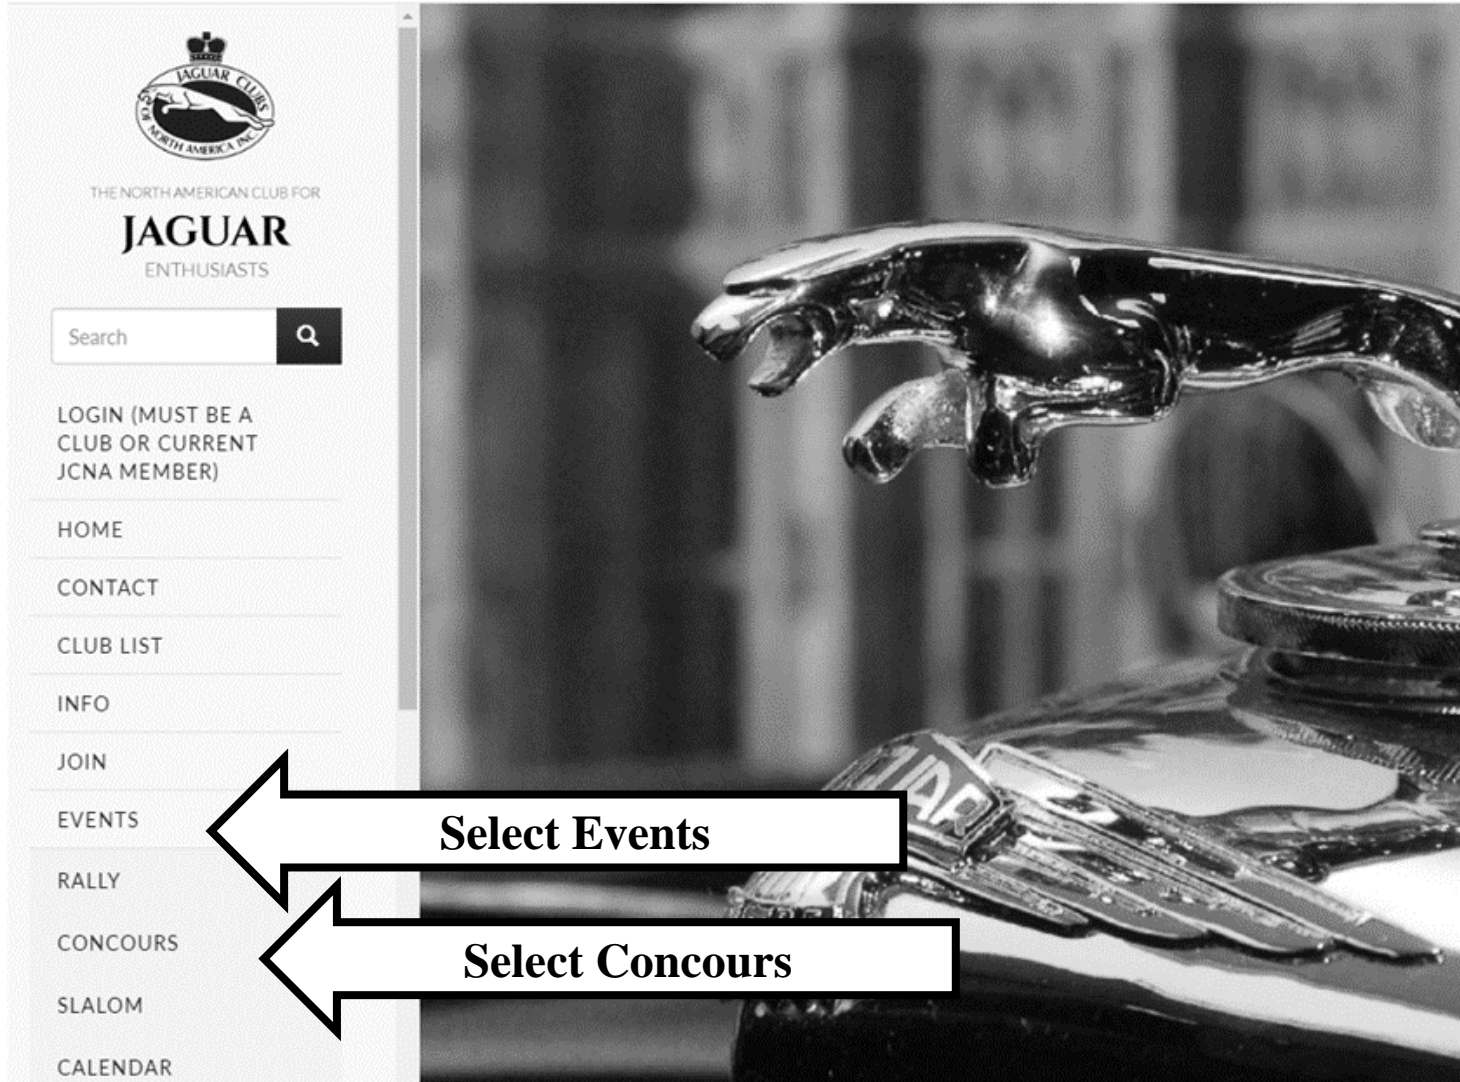 JAGUAR CLUBS
OF NORTH AMERICA INC.
THE NORTH AMERICAN CLUB FOR
JAGUAR
ENTHUSIASTS
Search
LOGIN (MUST BE A
CLUB OR CURRENT
JCNA MEMBER)
HOME
CONTACT
CLUB LIST
INFO
JOIN
EVENTS
Select Events
RALLY
CONCOURS
Select Concours
SLALOM
CALENDAR